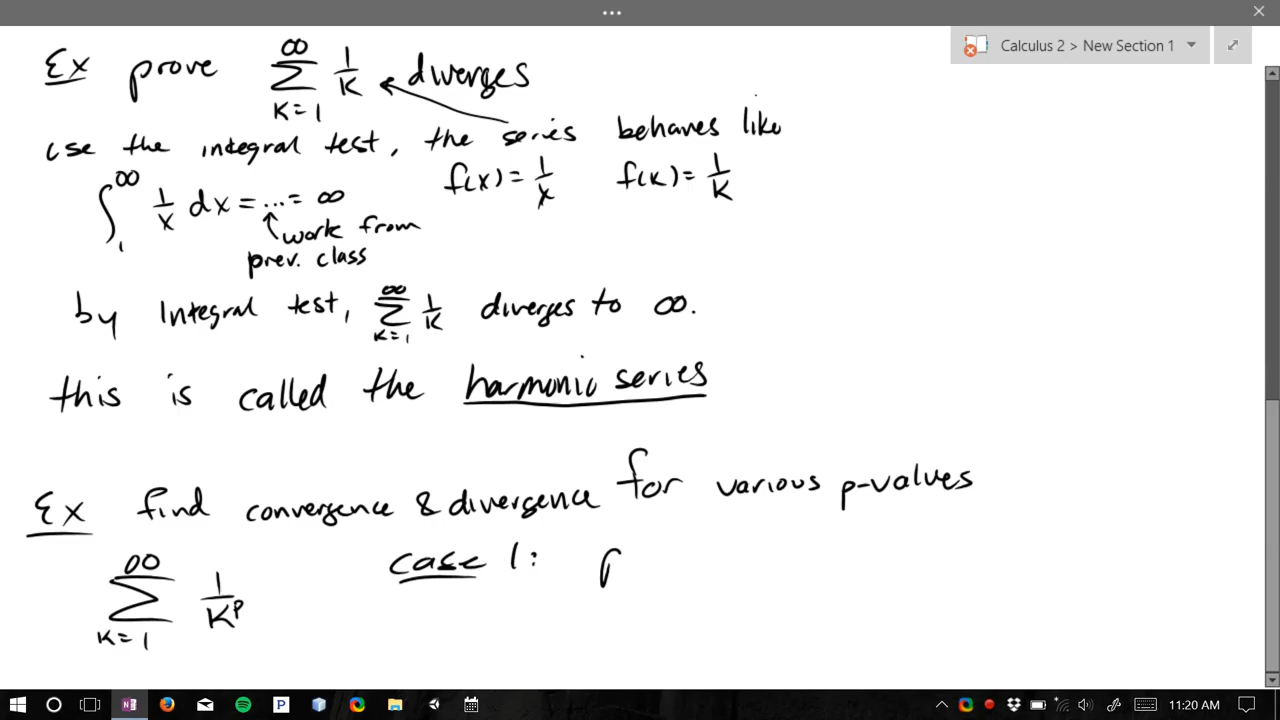 Calculus 2 > New Section 1
Ex prove ∑_{K=1}^{∞} 1/K diverges
use the integral test, the series behaves like
∫_1^∞ 1/x dx = ... = ∞ f(x) = 1/x f(K) = 1/K
work from
prev. class
by Integral test, ∑_{K=1}^{∞} 1/K diverges to ∞.
this is called the harmonic series
Ex find convergence & divergence for various p-values
∑_{K=1}^{∞} 1/K^p case 1:
11:20 AM